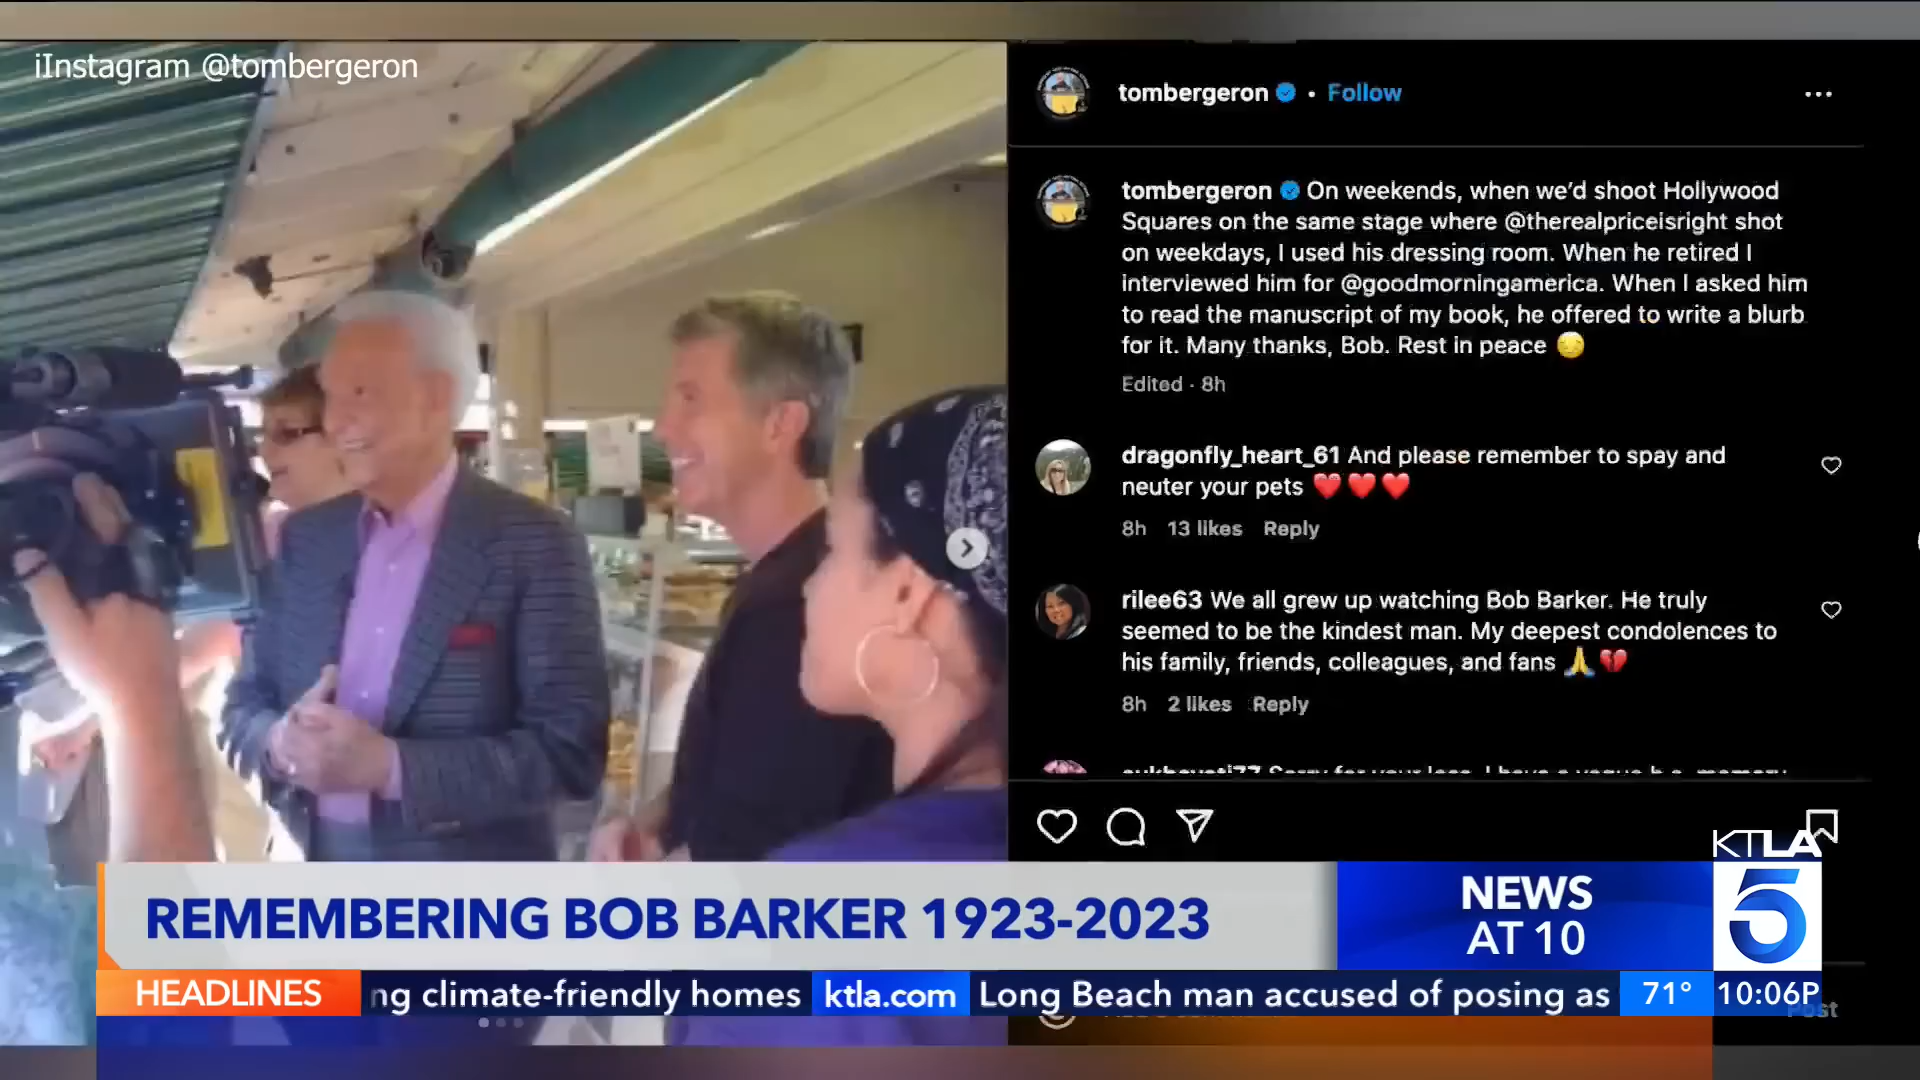 iInstagram @tombergeron
tombergeron • Follow
tombergeron On weekends, when we'd shoot Hollywood
Squares on the same stage where @therealpriceisright shot
on weekdays, I used his dressing room. When he retired I
interviewed him for @goodmorningamerica. When I asked him
to read the manuscript of my book, he offered to write a blurb
for it. Many thanks, Bob. Rest in peace 😔
Edited · 8h
dragonfly_heart_61 And please remember to spay and
neuter your pets ❤️❤️❤️
8h 13 likes Reply
rilee63 We all grew up watching Bob Barker. He truly
seemed to be the kindest man. My deepest condolences to
his family, friends, colleagues, and fans 🙏💔
8h 2 likes Reply
KTLA
5
REMEMBERING BOB BARKER 1923-2023
NEWS
AT 10
HEADLINES ng climate-friendly homes ktla.com Long Beach man accused of posing as 71° 10:06P